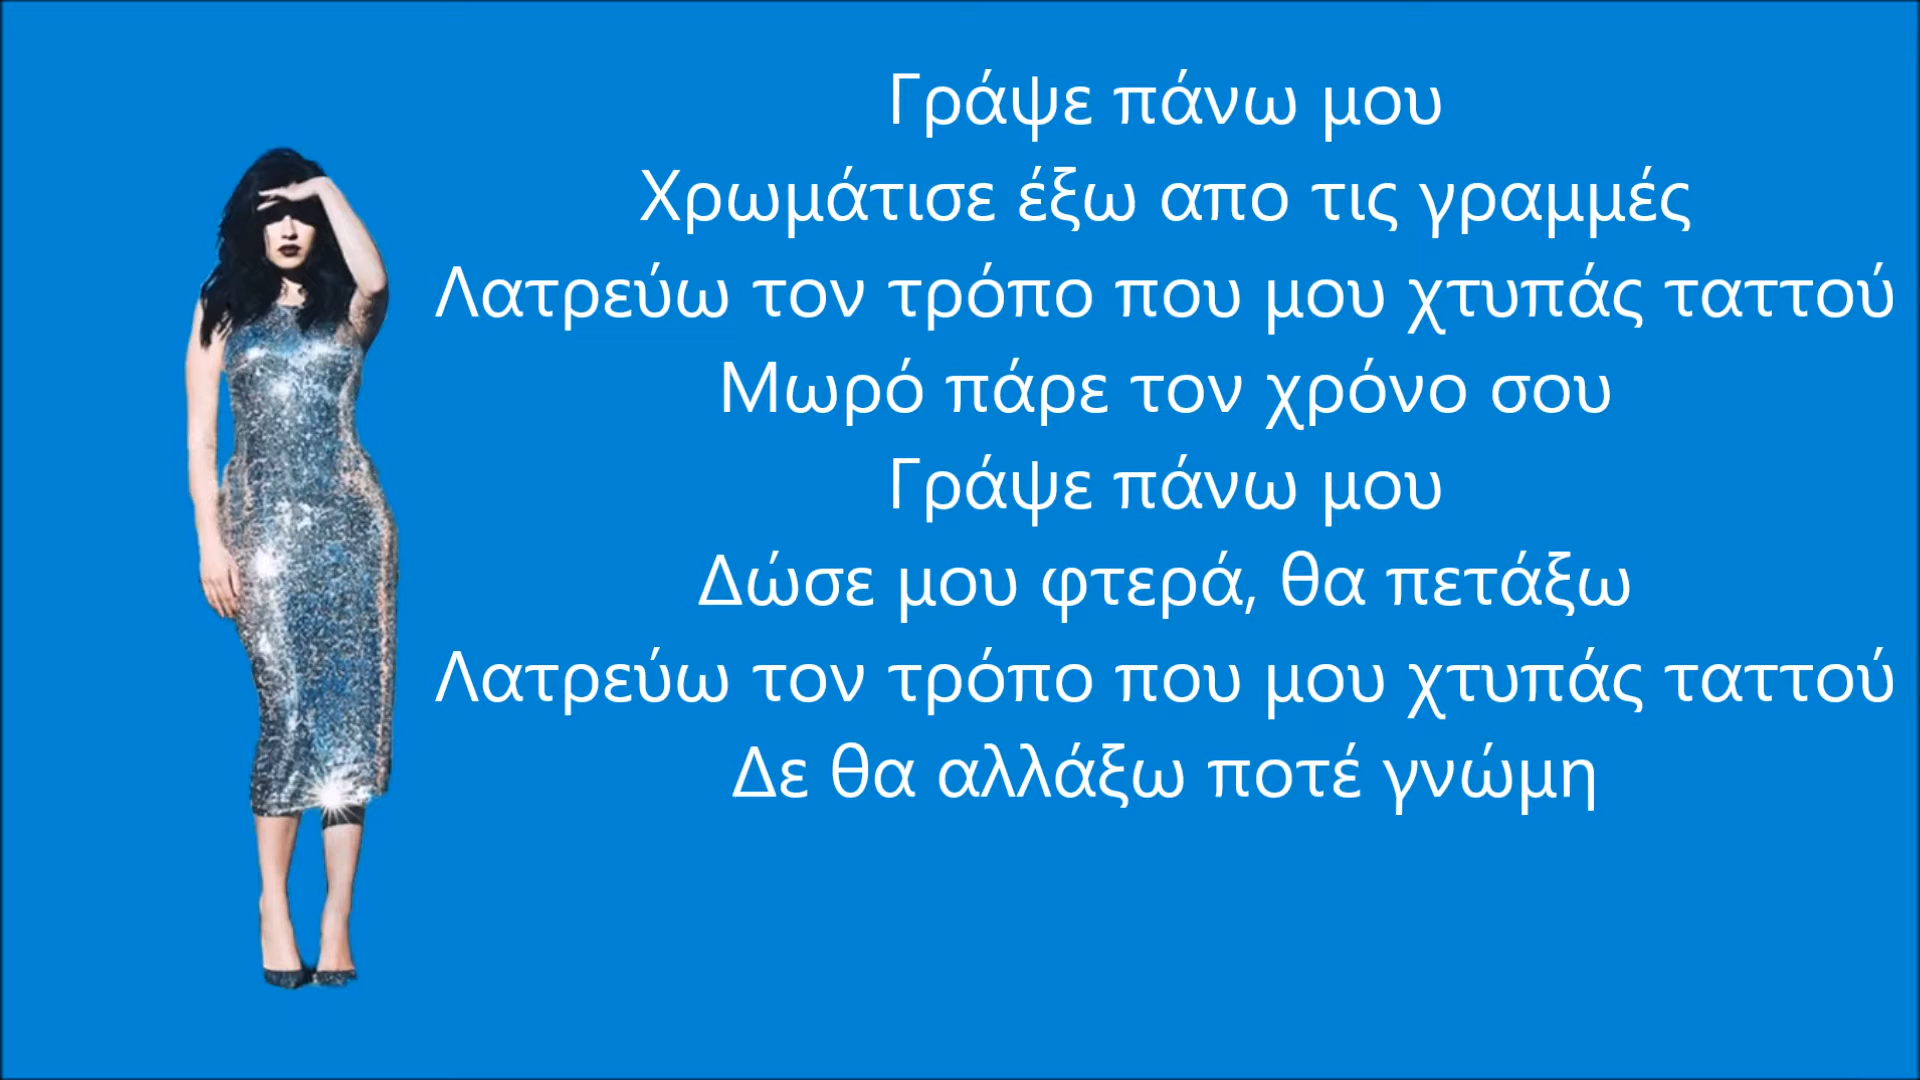 Γράψε πάνω μου
Χρωμάτισε έξω απο τις γραμμές
Λατρεύω τον τρόπο που μου χτυπάς ταττού
Μωρό πάρε τον χρόνο σου
Γράψε πάνω μου
Δώσε μου φτερά, θα πετάξω
Λατρεύω τον τρόπο που μου χτυπάς ταττού
Δε θα αλλάξω ποτέ γνώμη